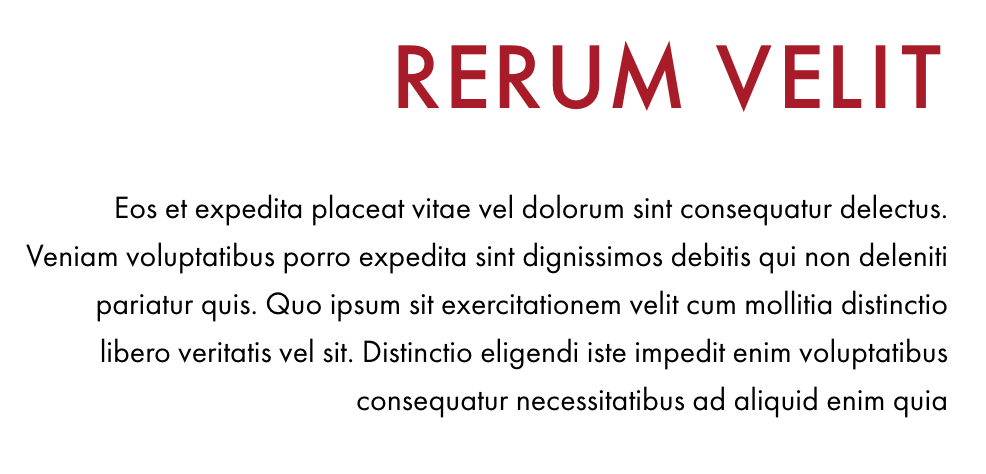 RERUM VELIT
Eos et expedita placeat vitae vel dolorum sint consequatur delectus.
Veniam voluptatibus porro expedita sint dignissimos debitis qui non deleniti
pariatur quis. Quo ipsum sit exercitationem velit cum mollitia distinctio
libero veritatis vel sit. Distinctio eligendi iste impedit enim voluptatibus
consequatur necessitatibus ad aliquid enim quia